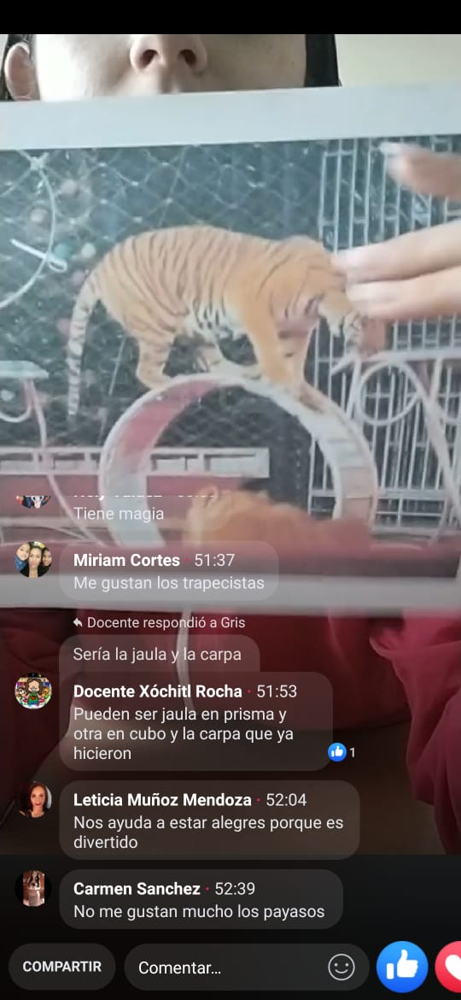 Tiene magia
Miriam Cortes 51:37
Me gustan los trapecistas
Docente respondió a Gris
Sería la jaula y la carpa
Docente Xóchitl Rocha · 51:53
Pueden ser jaula en prisma y
otra en cubo y la carpa que ya
hicieron
1
Leticia Muñoz Mendoza · 52:04
Nos ayuda a estar alegres porque es
divertido
Carmen Sanchez · 52:39
No me gustan mucho los payasos
COMPARTIR
Comentar...